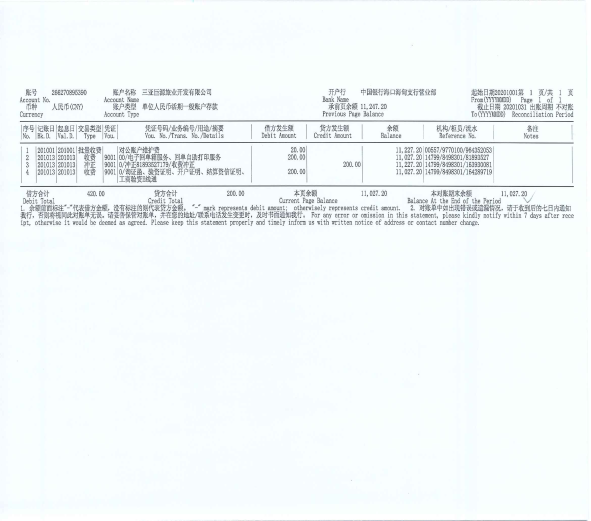 账号 266270895390 账户名称 三亚巨源旅业开发有限公司 开户行 中国银行海口海甸支行营业部 起始日期20201001第 1 页/共 1 页
Account No. Account Name Bank Name From(YYYYMMDD) Page 1 of 1
币种 人民币(CNY) 账户类型 单位人民币活期一般账户存款 承前页余额 11,247.20 截止日期 20201031 出账周期 不对账
Currency Account Type Previous Page Balance To(YYYYMMDD) Reconciliation Period
序号 记账日 起息日 交易类型 凭证 凭证号码/业务编号/用途/摘要 借方发生额 贷方发生额 余额 机构/柜员/流水 备注
No. Bk.D. Val.D. Type Vou. Vou. No./Trans. No./Details Debit Amount Credit Amount Balance Reference No. Notes
1 201001 201001 批量收费 对公账户维护费 20.00 11,227.20 00557/9770100/964352053
2 201013 201013 收费 9001 00/电子回单箱服务、回单自助打印服务 200.00 11,027.20 14799/8498301/81893527
3 201013 201013 冲正 9001 0/冲正81893527179/收费冲正 200.00 11,227.20 14799/8498301/163930081
4 201013 201013 收费 9001 0/询证函、验资证明、开户证明、结算资信证明、 200.00 11,027.20 14799/8498301/164289719
工商验资E线通
借方合计 420.00 贷方合计 200.00 本页余额 11,027.20 本对账期末余额 11,027.20
Debit Total Credit Total Current Page Balance Balance At the End of the Period
1. 余额前面标注"-"代表借方金额，没有标注的则代表贷方金额。 "-" mark represents debit amount; otherwisely represents credit amount. 2. 对账单中如出现错误或遗漏情况，请于收到后的七日内通知
我行，否则将视同此对账单无误。请妥善保管对账单，并在您的地址/联系电话发生变更时，及时书面通知我行。 For any error or omission in this statement, please kindly notify within 7 days after rece
ipt, otherwise it would be deemed as agreed. Please keep this statement properly and timely inform us with written notice of address or contact number change.